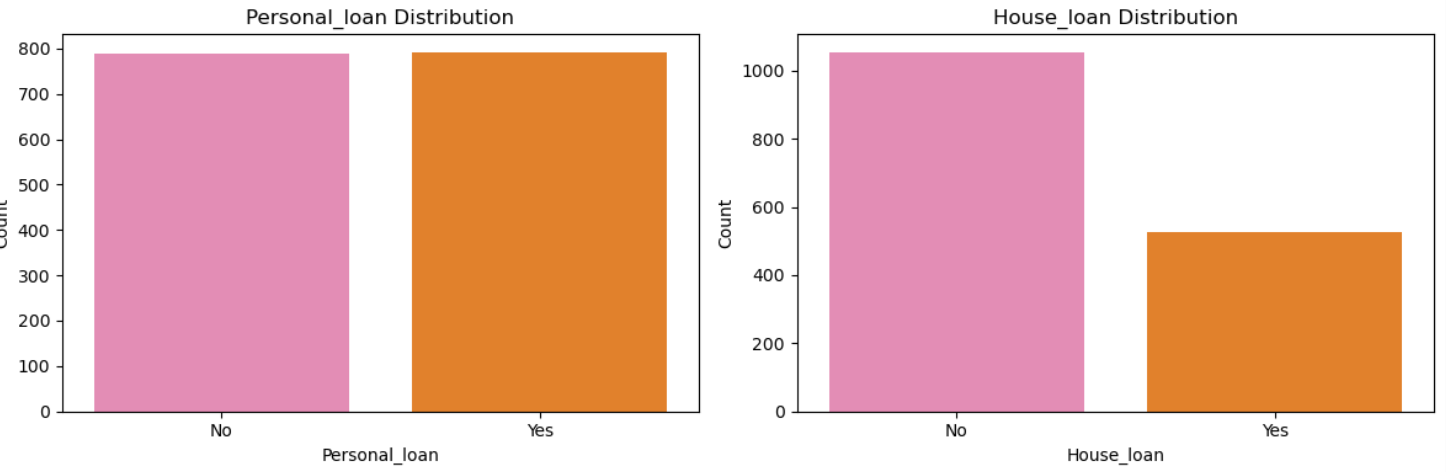 Personal_loan Distribution
800
700
600
500
400
300
200
100
0
Count
No
Yes
Personal_loan
House_loan Distribution
1000
800
600
400
200
0
Count
No
Yes
House_loan